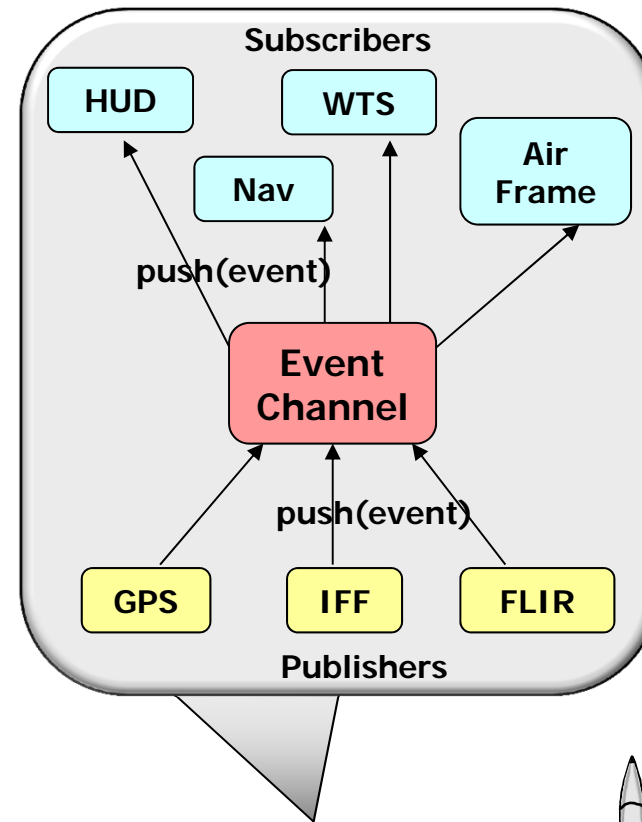 Subscribers
HUD
WTS
Air
Frame
Nav
push(event)
Event
Channel
push(event)
GPS
IFF
FLIR
Publishers